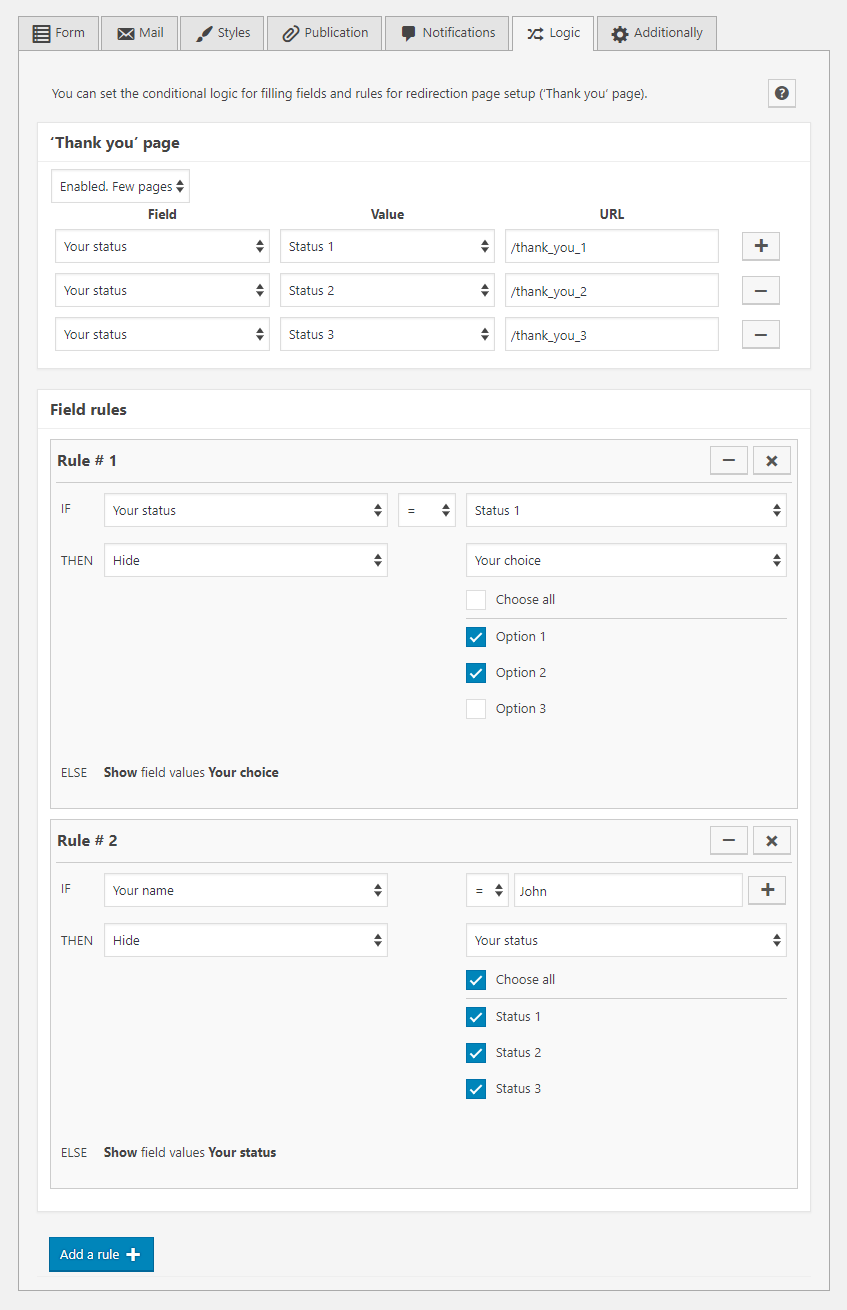 Form Mail Styles Publication Notifications Logic Additionally
You can set the conditional logic for filling fields and rules for redirection page setup (‘Thank you’ page).
‘Thank you’ page
Enabled. Few pages
Field Value URL
Your status Status 1 /thank_you_1
Your status Status 2 /thank_you_2
Your status Status 3 /thank_you_3
Field rules
Rule # 1
IF Your status = Status 1
THEN Hide Your choice
Choose all
Option 1
Option 2
Option 3
ELSE Show field values Your choice
Rule # 2
IF Your name = John
THEN Hide Your status
Choose all
Status 1
Status 2
Status 3
ELSE Show field values Your status
Add a rule